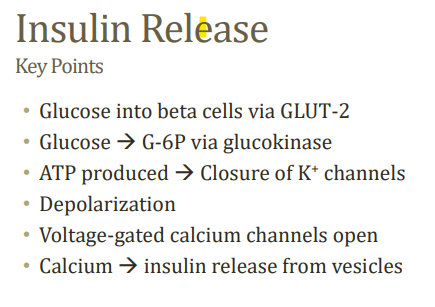 Insulin Release
Key Points
• Glucose into beta cells via GLUT-2
• Glucose → G-6P via glucokinase
• ATP produced → Closure of K⁺ channels
• Depolarization
• Voltage-gated calcium channels open
• Calcium → insulin release from vesicles